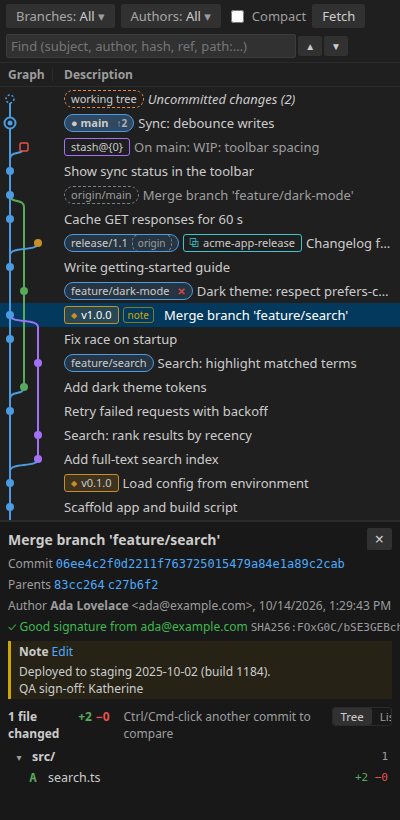 Branches: All ▾ Authors: All ▾ Compact Fetch
Find (subject, author, hash, ref, path:...) ▲ ▼
Graph Description
working tree Uncommitted changes (2)
● main ↑2 Sync: debounce writes
stash@{0} On main: WIP: toolbar spacing
Show sync status in the toolbar
origin/main Merge branch 'feature/dark-mode'
Cache GET responses for 60 s
release/1.1 origin acme-app-release Changelog f...
Write getting-started guide
feature/dark-mode ✕ Dark theme: respect prefers-c...
◆ v1.0.0 note Merge branch 'feature/search'
Fix race on startup
feature/search Search: highlight matched terms
Add dark theme tokens
Retry failed requests with backoff
Search: rank results by recency
Add full-text search index
◆ v0.1.0 Load config from environment
Scaffold app and build script
Merge branch 'feature/search' ✕
Commit 06ee4c2f0d2211f763725015479a84e1a89c2cab
Parents 83cc264 c27b6f2
Author Ada Lovelace <ada@example.com>, 10/14/2026, 1:29:43 PM
✓ Good signature from ada@example.com SHA256:F0xG0C/bSE3GEBch
Note Edit
Deployed to staging 2025-10-02 (build 1184).
QA sign-off: Katherine
1 file changed +2 −0 Ctrl/Cmd-click another commit to compare Tree Lis
▾ src/ 1
A search.ts +2 −0